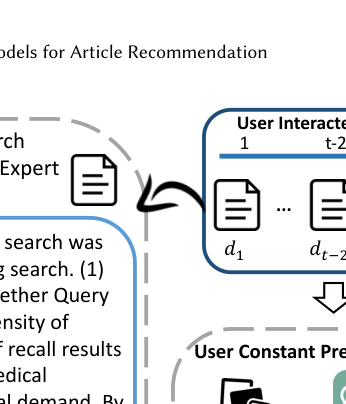 odels for Article Recommendation
rch
Expert
search was
g search. (1)
ether Query
ensity of
f recall results
edical
al demand. By
User Interacte
1 t-2
d₁ ... dₜ₋₂
User Constant Pre